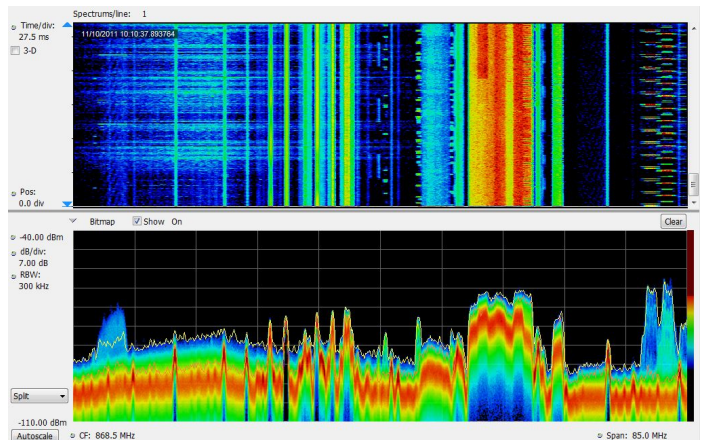 Spectrums/line: 1
Time/div:
27.5 ms
3-D
11/10/2011 10:10:37.893764
Pos:
0.0 div
Bitmap Show On Clear
-40.00 dBm
dB/div:
7.00 dB
RBW:
300 kHz
Split
-110.00 dBm
Autoscale CF: 868.5 MHz Span: 85.0 MHz